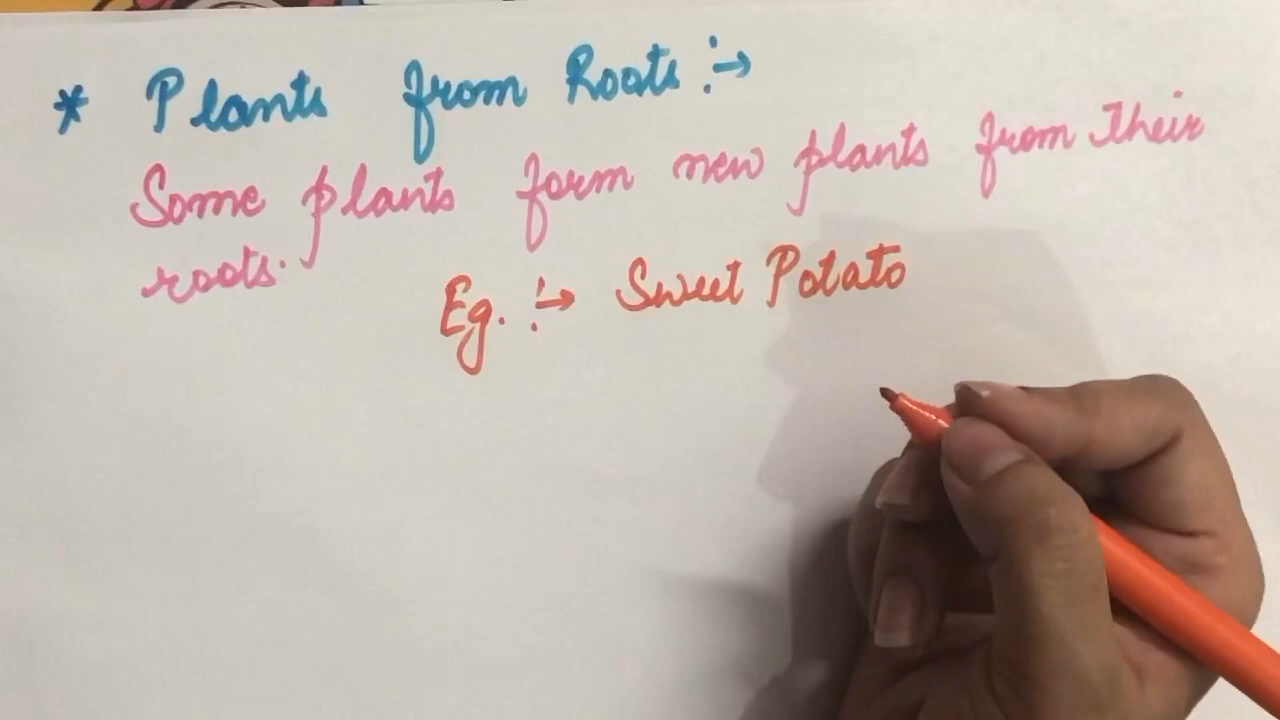 * Plants from Roots :→
Some plants form new plants from Their
roots.
Eg. :→ Sweet Potato